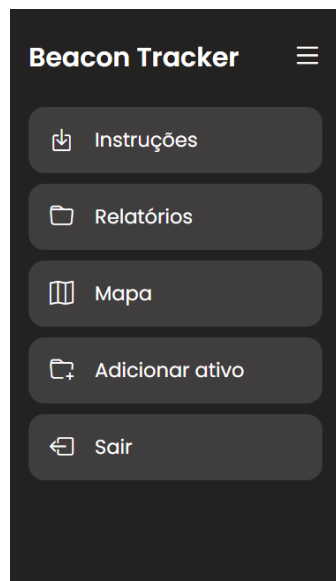 Beacon Tracker
Instruções
Relatórios
Mapa
Adicionar ativo
Sair